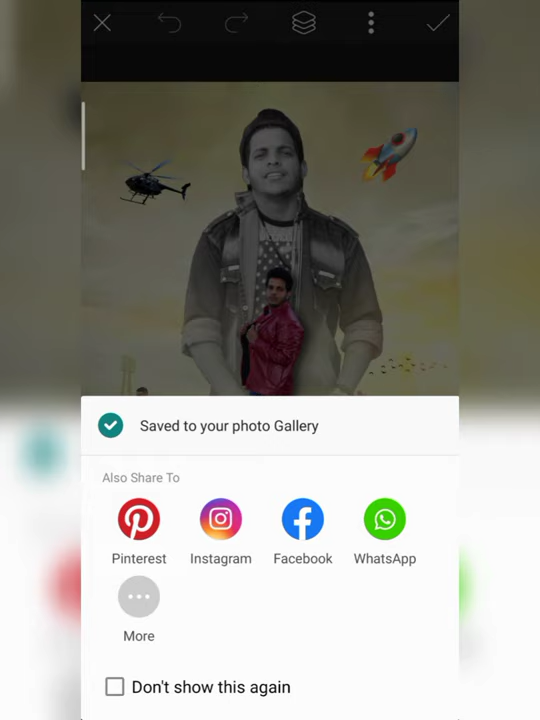 Saved to your photo Gallery
Also Share To
Pinterest
Instagram
Facebook
WhatsApp
More
Don't show this again